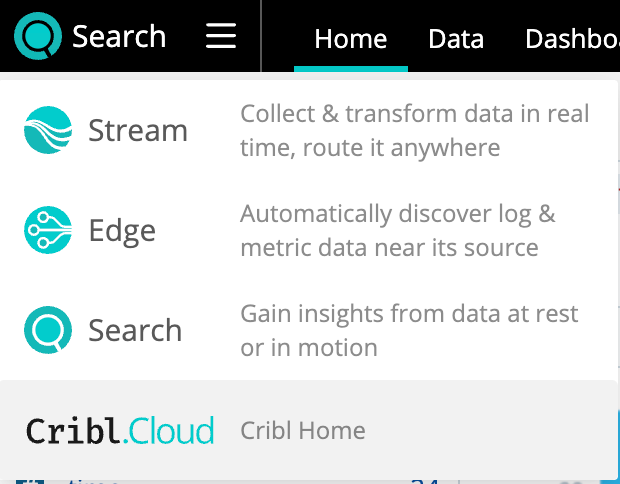 Search Home Data Dashbo
Stream Collect & transform data in real
time, route it anywhere
Edge Automatically discover log &
metric data near its source
Search Gain insights from data at rest
or in motion
Cribl.Cloud Cribl Home